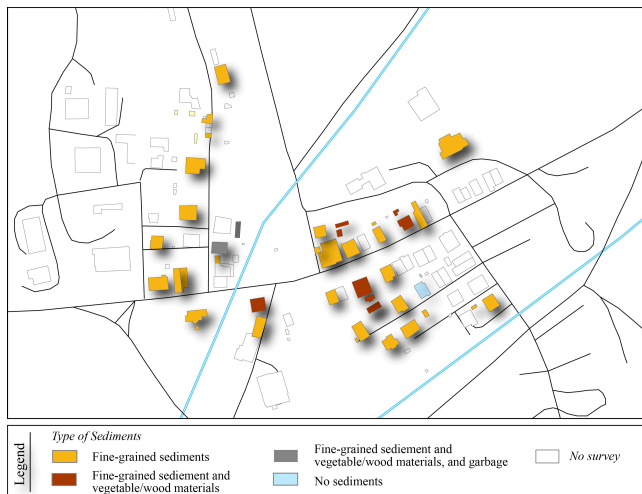 Legend
Type of Sediments
Fine-grained sediments
Fine-grained sediement and
vegetable/wood materials
Fine-grained sediement and
vegetable/wood materials, and garbage
No sediments
No survey